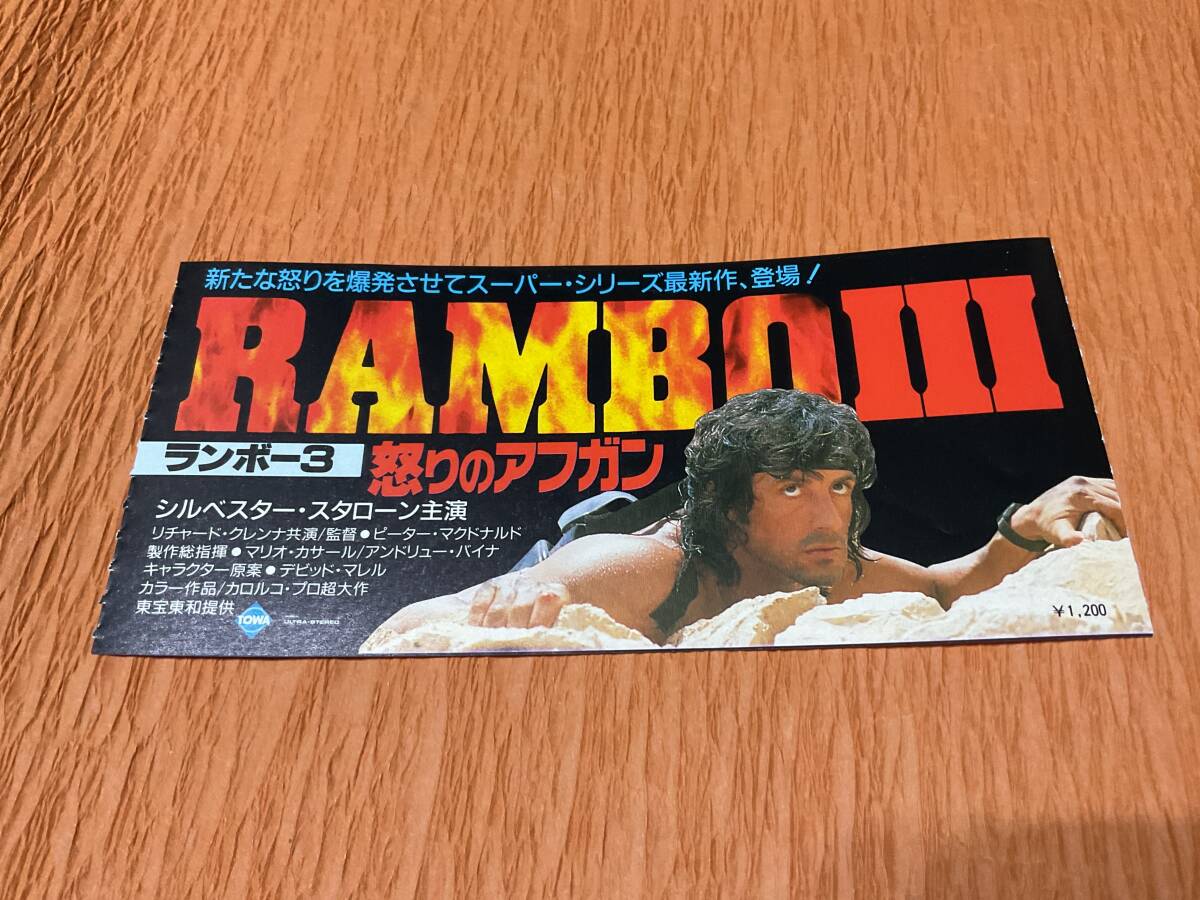 新たな怒りを爆発させてスーパー・シリーズ最新作、登場!
RAMBO III
ランボー3
怒りのアフガン
シルベスター・スタローン主演
リチャード・クレンナ共演/監督●ピーター・マクドナルド
製作総指揮●マリオ・カサール/アンドリュー・バイナ
キャラクター原案●デビッド・マレル
カラー作品/カロルコ・プロ超大作
東宝東和提供
TOWA
ULTRA-STEREO
¥1,200